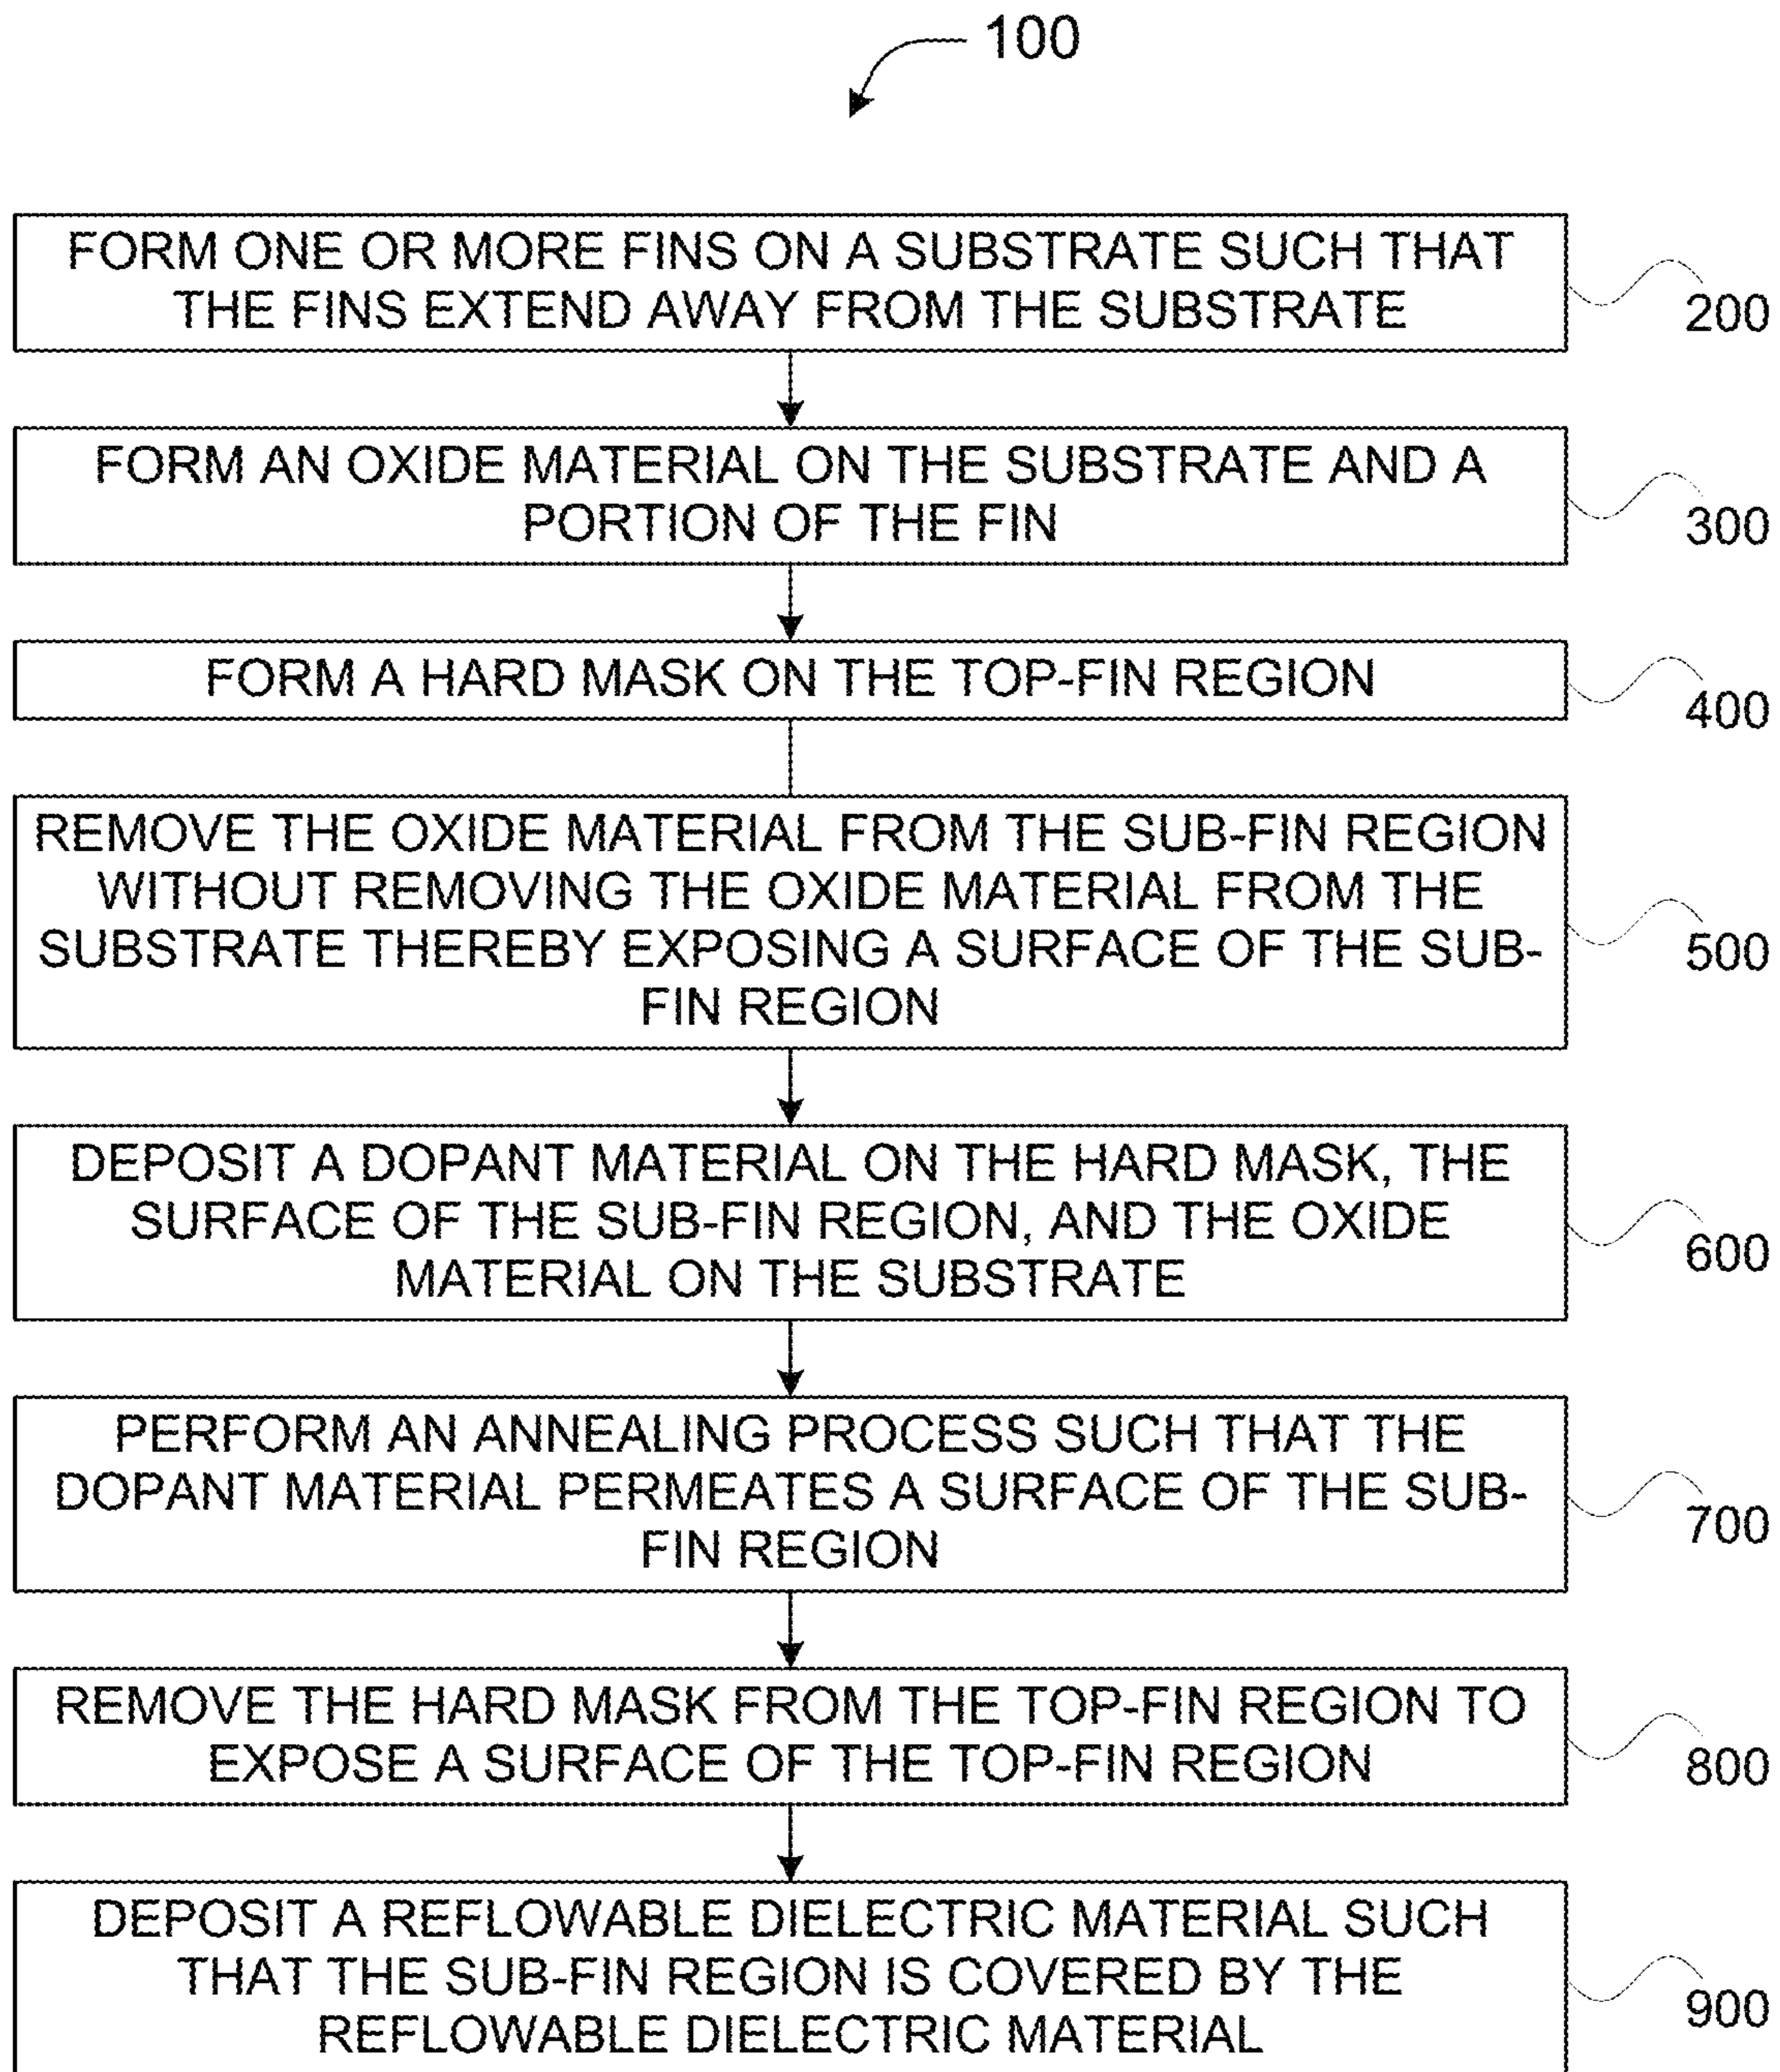 100
FORM ONE OR MORE FINS ON A SUBSTRATE SUCH THAT
THE FINS EXTEND AWAY FROM THE SUBSTRATE
200
FORM AN OXIDE MATERIAL ON THE SUBSTRATE AND A
PORTION OF THE FIN
300
FORM A HARD MASK ON THE TOP-FIN REGION
400
REMOVE THE OXIDE MATERIAL FROM THE SUB-FIN REGION
WITHOUT REMOVING THE OXIDE MATERIAL FROM THE
SUBSTRATE THEREBY EXPOSING A SURFACE OF THE SUB-
FIN REGION
500
DEPOSIT A DOPANT MATERIAL ON THE HARD MASK, THE
SURFACE OF THE SUB-FIN REGION, AND THE OXIDE
MATERIAL ON THE SUBSTRATE
600
PERFORM AN ANNEALING PROCESS SUCH THAT THE
DOPANT MATERIAL PERMEATES A SURFACE OF THE SUB-
FIN REGION
700
REMOVE THE HARD MASK FROM THE TOP-FIN REGION TO
EXPOSE A SURFACE OF THE TOP-FIN REGION
800
DEPOSIT A REFLOWABLE DIELECTRIC MATERIAL SUCH
THAT THE SUB-FIN REGION IS COVERED BY THE
REFLOWABLE DIELECTRIC MATERIAL
900